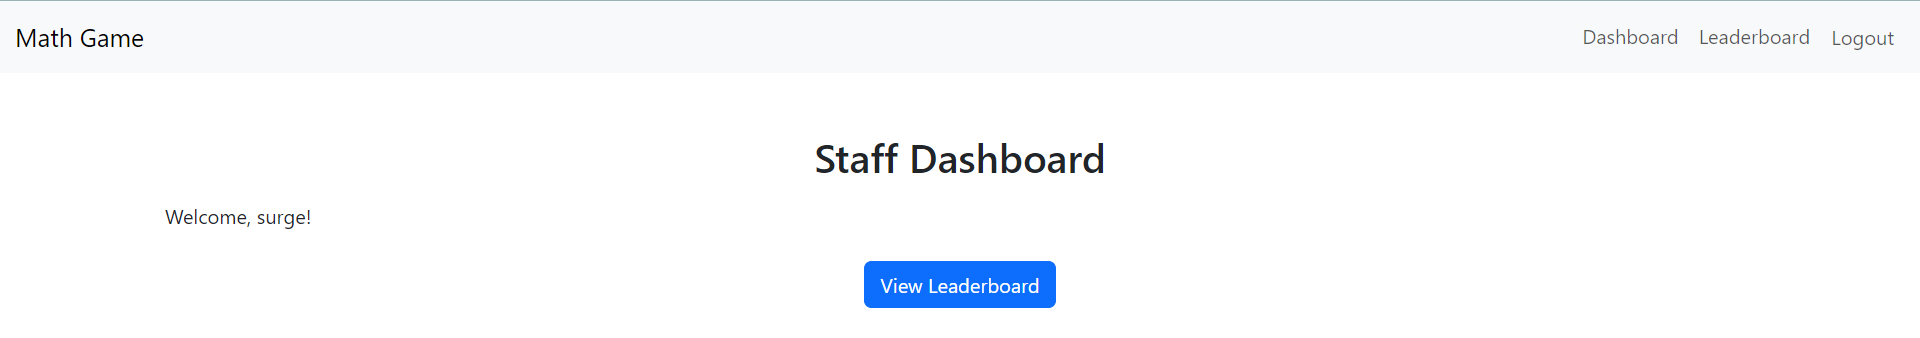 Math Game
Dashboard Leaderboard Logout
Staff Dashboard
Welcome, surge!
View Leaderboard